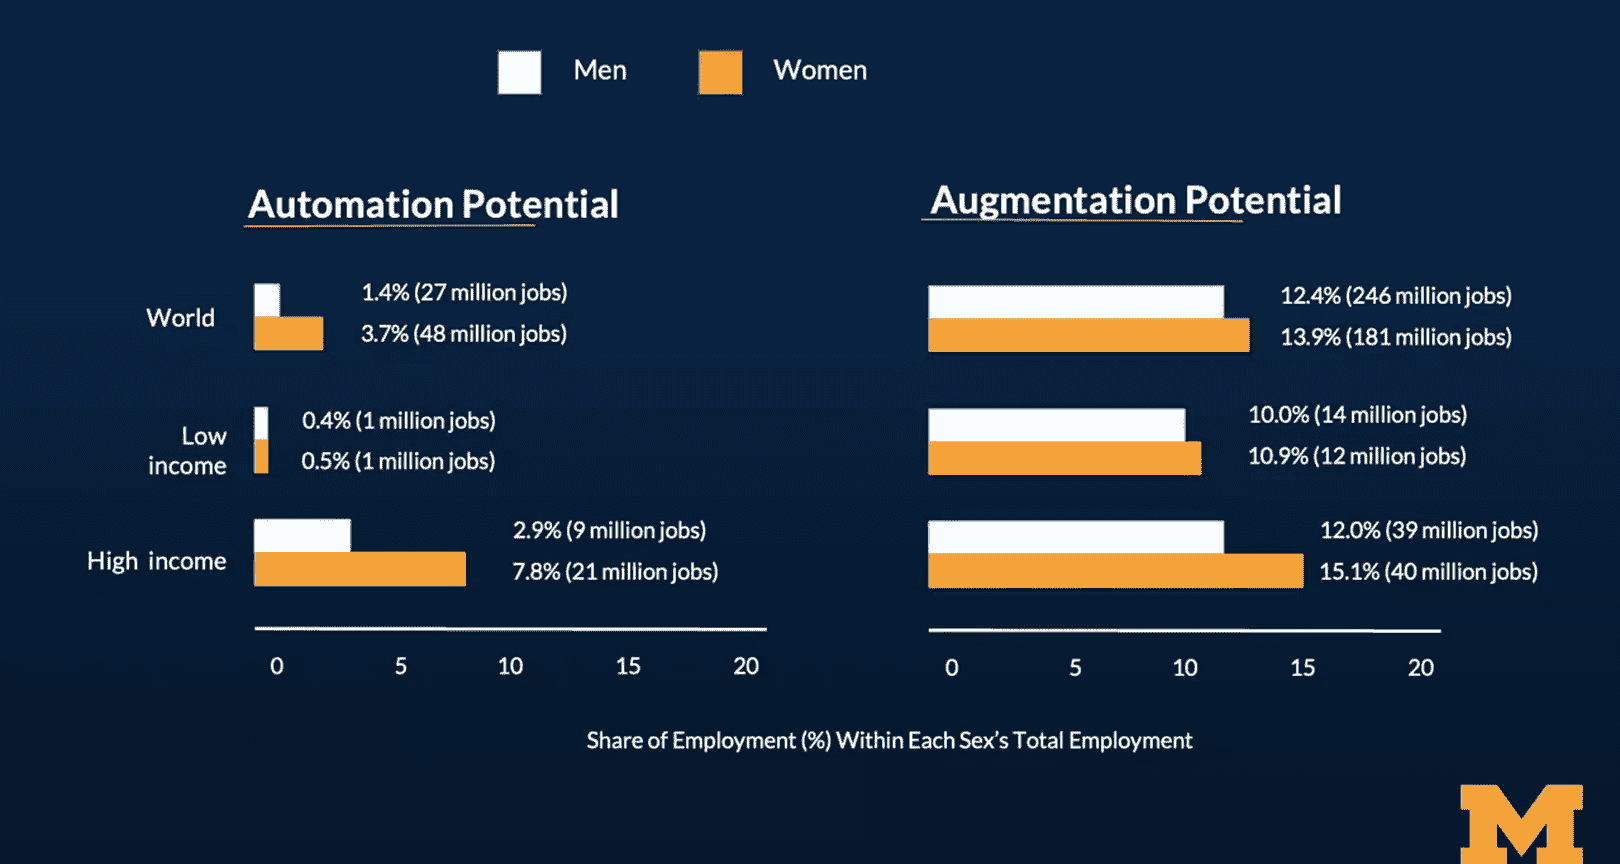 Men Women
Automation Potential
World
1.4% (27 million jobs)
3.7% (48 million jobs)
Low
income
0.4% (1 million jobs)
0.5% (1 million jobs)
High income
2.9% (9 million jobs)
7.8% (21 million jobs)
0 5 10 15 20
Augmentation Potential
12.4% (246 million jobs)
13.9% (181 million jobs)
10.0% (14 million jobs)
10.9% (12 million jobs)
12.0% (39 million jobs)
15.1% (40 million jobs)
0 5 10 15 20
Share of Employment (%) Within Each Sex's Total Employment
M